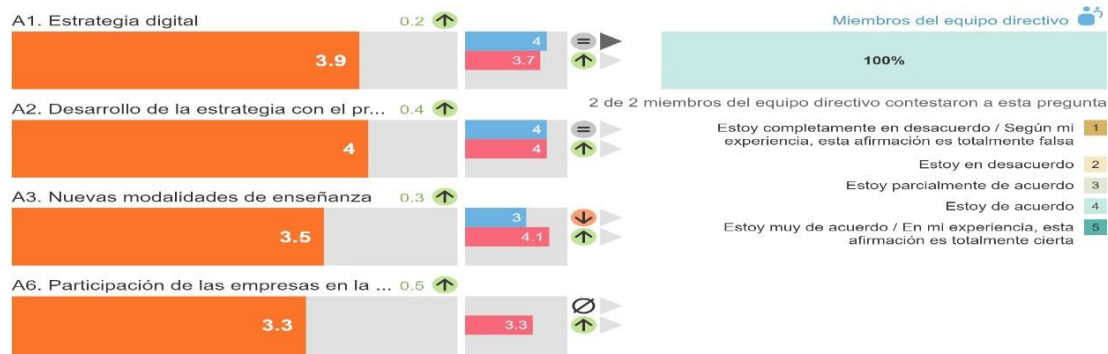 A1. Estrategia digital 0.2
3.9
4
3.7
A2. Desarrollo de la estrategia con el pr... 0.4
4
4
4
A3. Nuevas modalidades de enseñanza 0.3
3.5
3
4.1
A6. Participación de las empresas en la ... 0.5
3.3
3.3
Miembros del equipo directivo
100%
2 de 2 miembros del equipo directivo contestaron a esta pregunta
Estoy completamente en desacuerdo / Según mi 1
experiencia, esta afirmación es totalmente falsa
Estoy en desacuerdo 2
Estoy parcialmente de acuerdo 3
Estoy de acuerdo 4
Estoy muy de acuerdo / En mi experiencia, esta 5
afirmación es totalmente cierta